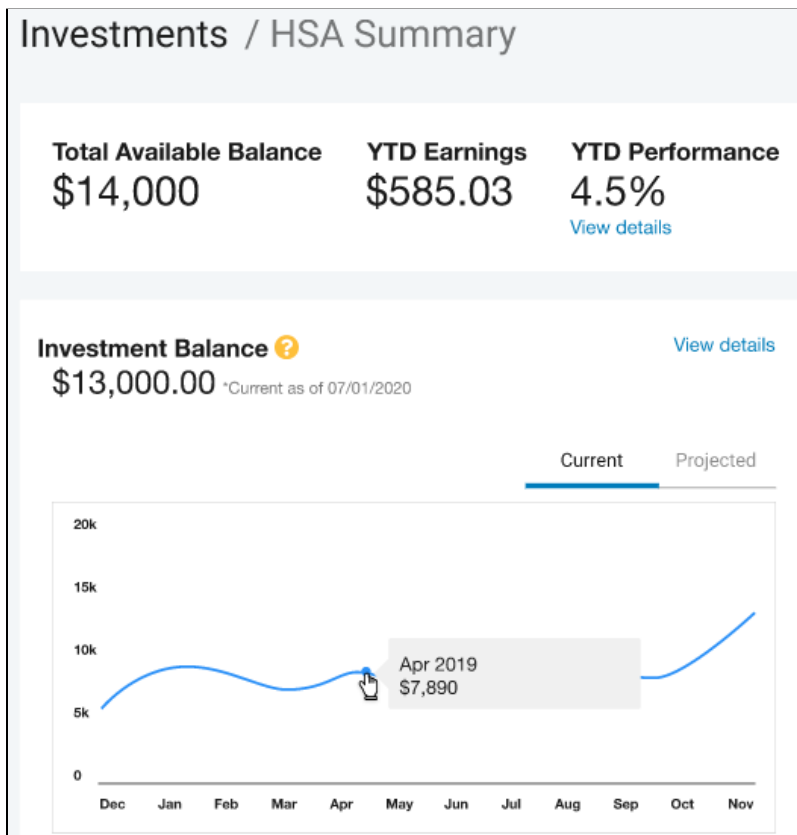 Investments / HSA Summary
Total Available Balance YTD Earnings YTD Performance
$14,000 $585.03 4.5%
View details
Investment Balance ? View details
$13,000.00 *Current as of 07/01/2020
Current Projected
20k
15k
10k
Apr 2019
$7,890
5k
0
Dec Jan Feb Mar Apr May Jun Jul Aug Sep Oct Nov